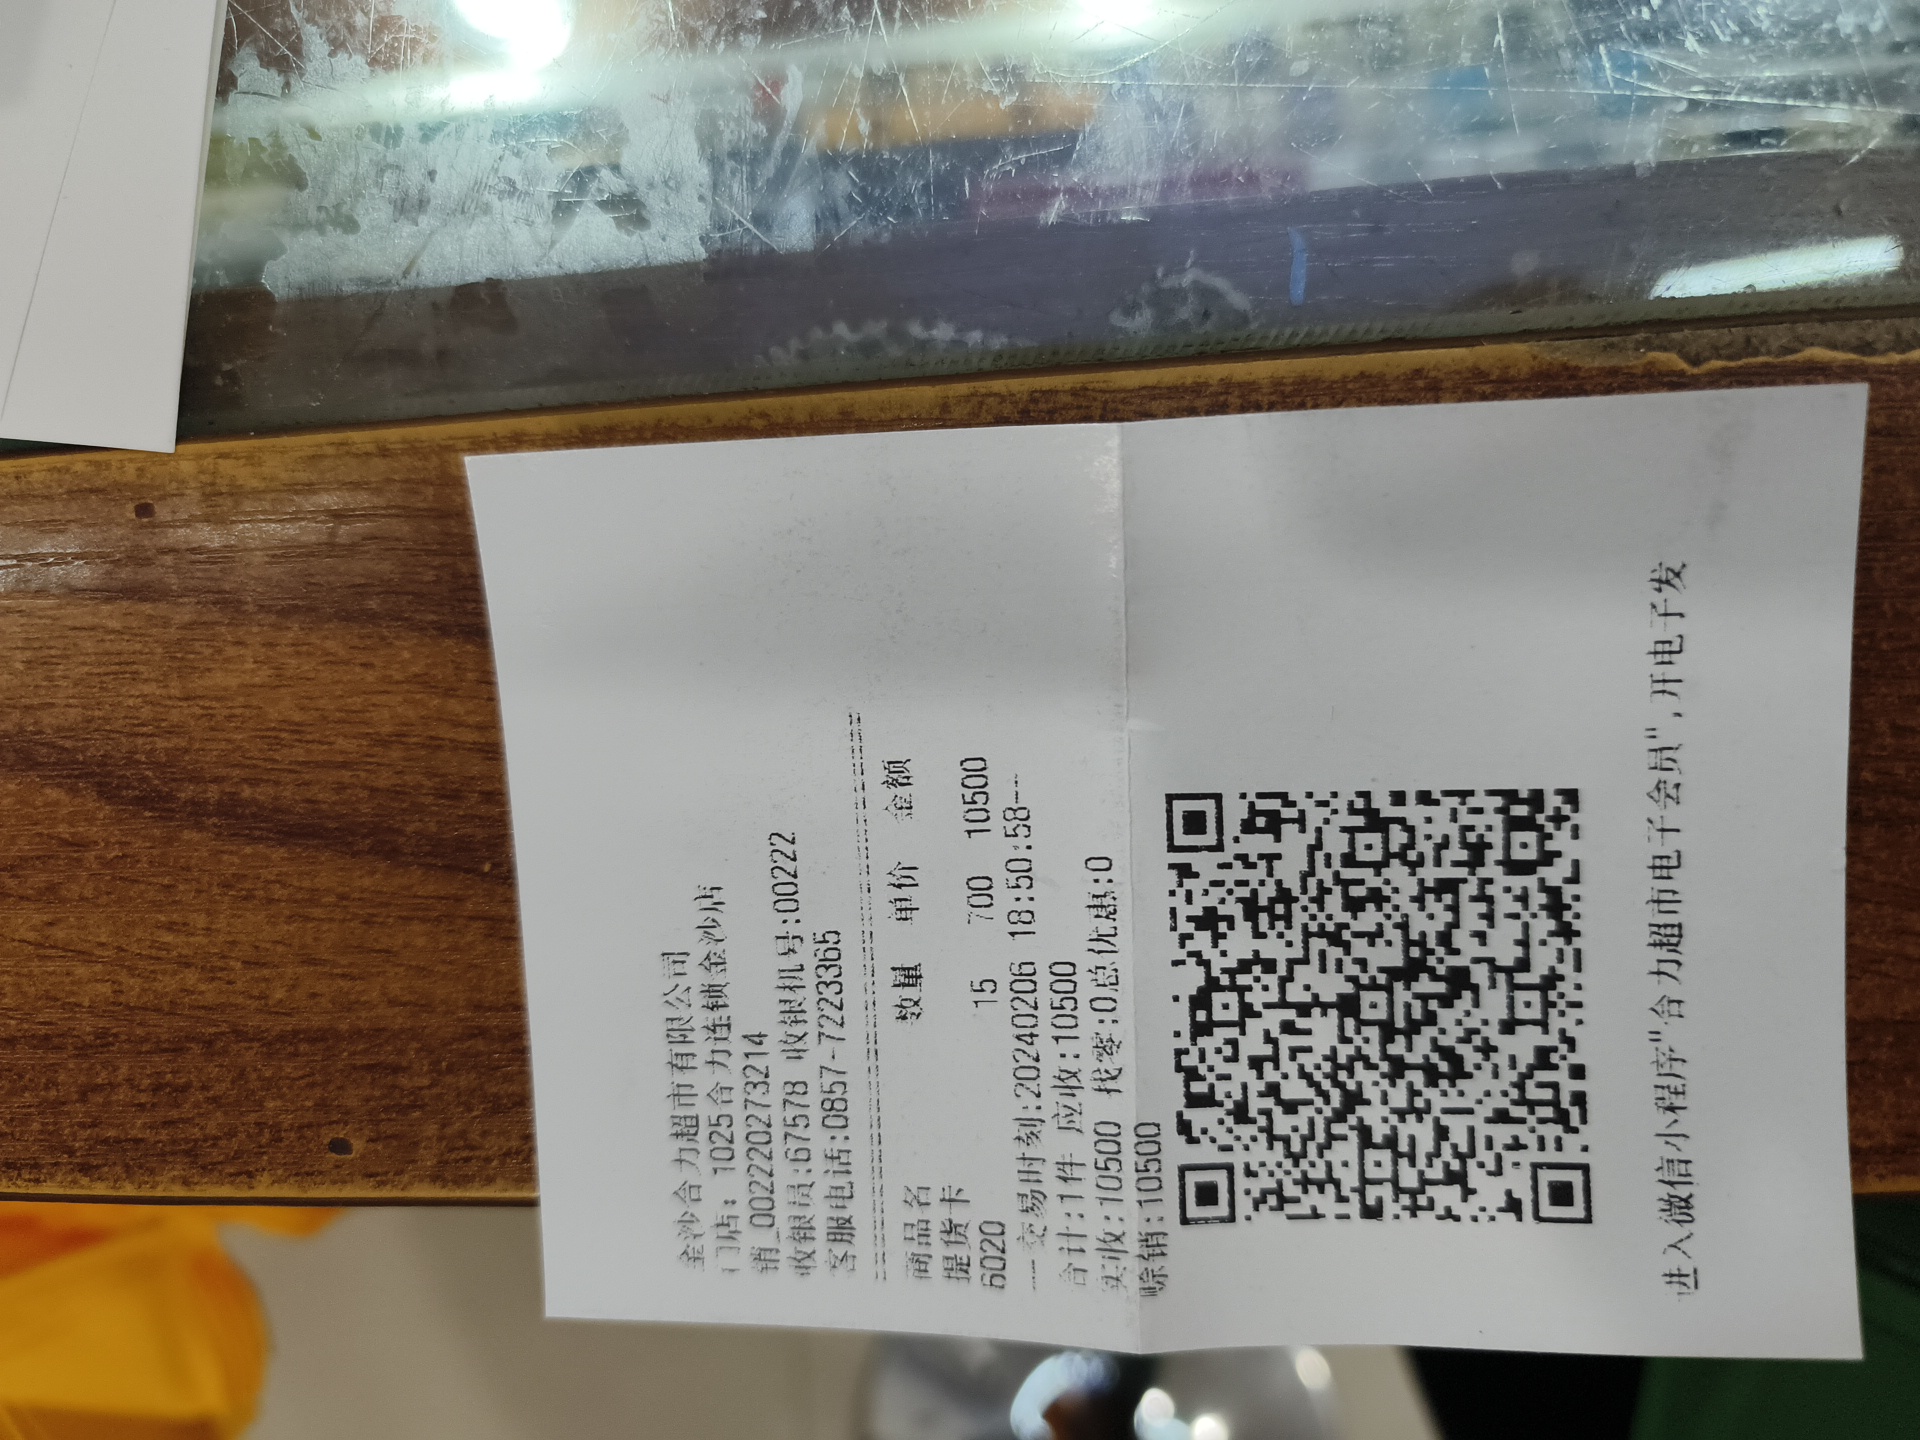 金沙合力超市有限公司
门店: 1025合力连锁金沙店
销_0022220273214
收银员:67578 收银机号:00222
客服电话:0857-7223365
商品名 数量 单价 金额
提货卡
6020 15 700 10500
---交易时刻:20240206 18:50:58---
合计:1件 应收:10500
实收:10500 找零:0总优惠:0
赊销:10500
进入微信小程序"合力超市电子会员",开电子发